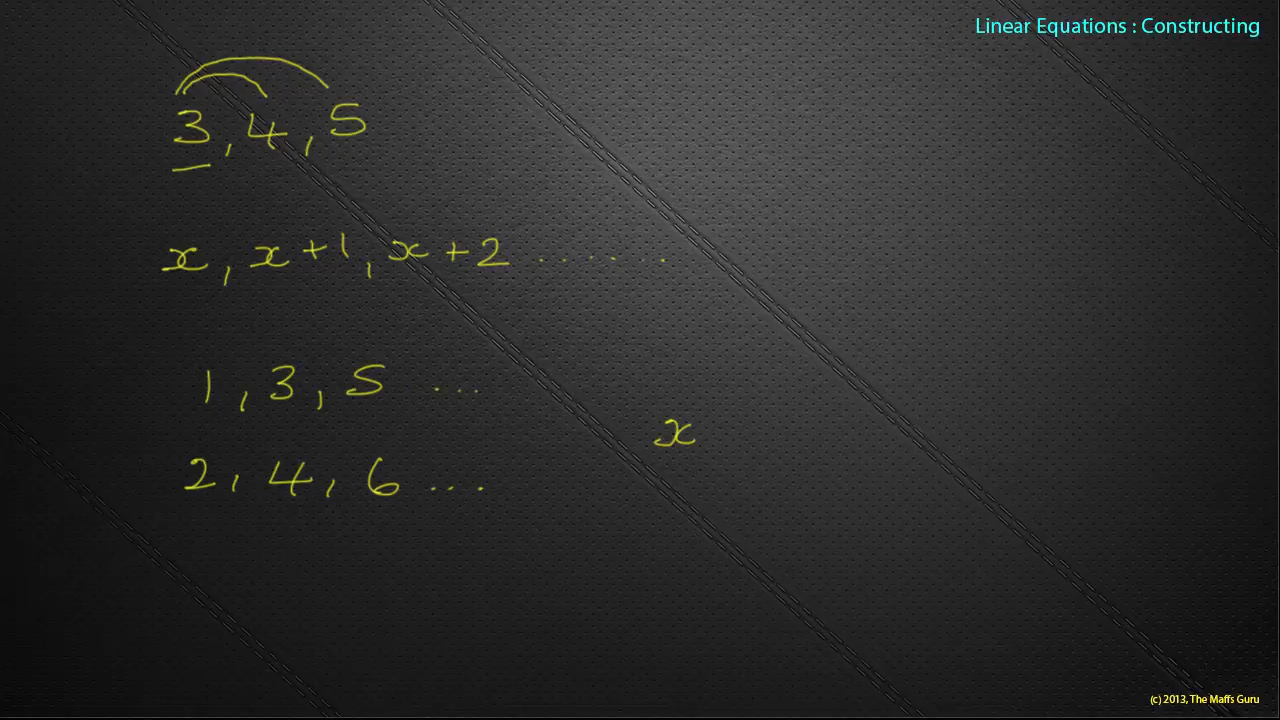 Linear Equations : Constructing
3, 4, 5
x, x+1, x+2 .......
1, 3, 5 ...
x
2, 4, 6 ...
(c) 2013, The Maffs Guru